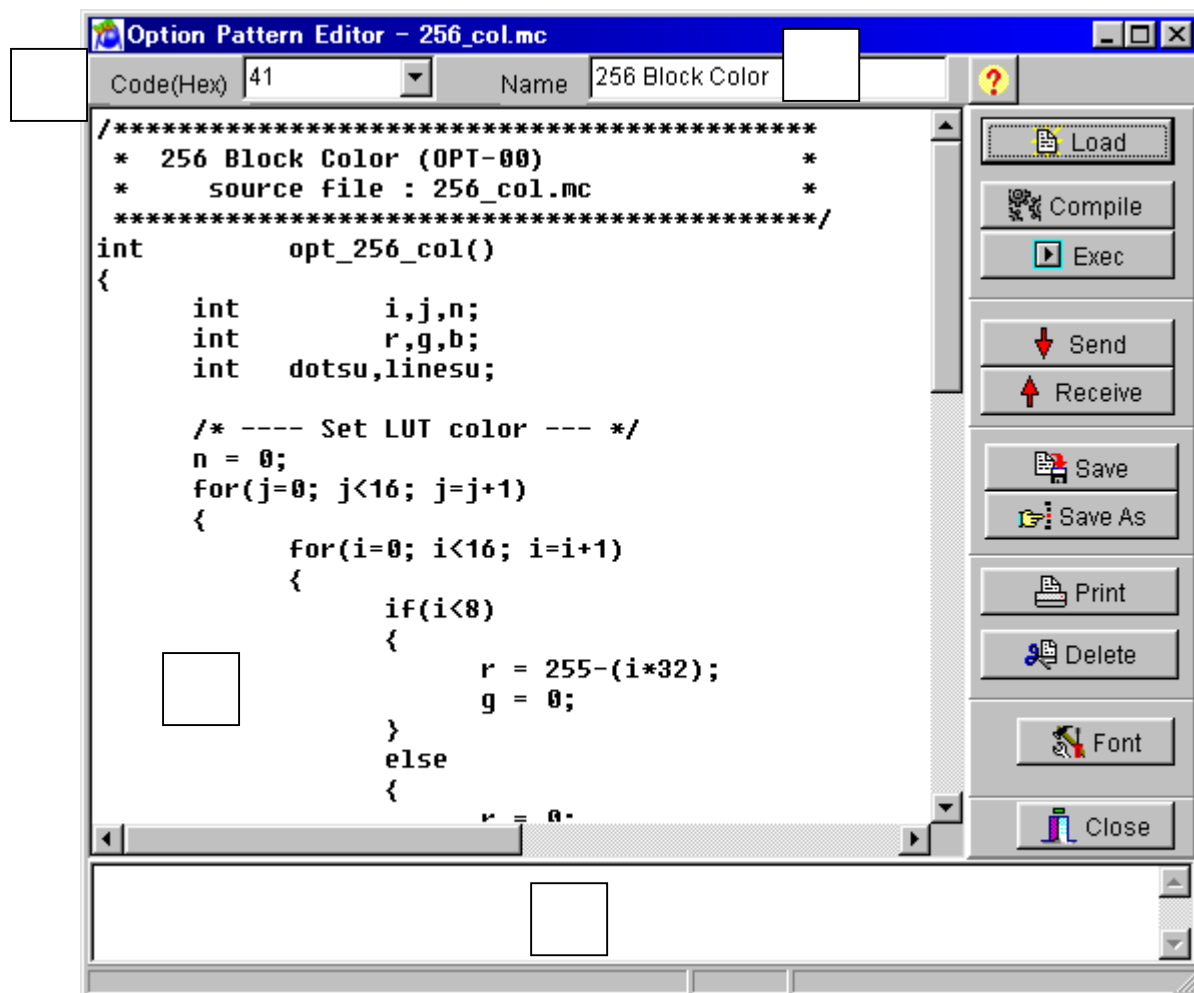 Option Pattern Editor - 256_col.mc
Code(Hex) 41 Name 256 Block Color
/********************************************
 *  256 Block Color (OPT-00)                *
 *     source file : 256_col.mc             *
 ********************************************/
int         opt_256_col()
{
      int         i,j,n;
      int         r,g,b;
      int   dotsu,linesu;
      /* ---- Set LUT color --- */
      n = 0;
      for(j=0; j<16; j=j+1)
      {
            for(i=0; i<16; i=i+1)
            {
                  if(i<8)
                  {
                        r = 255-(i*32);
                        g = 0;
                  }
                  else
                  {
                        r = 0;
Load
Compile
Exec
Send
Receive
Save
Save As
Print
Delete
Font
Close